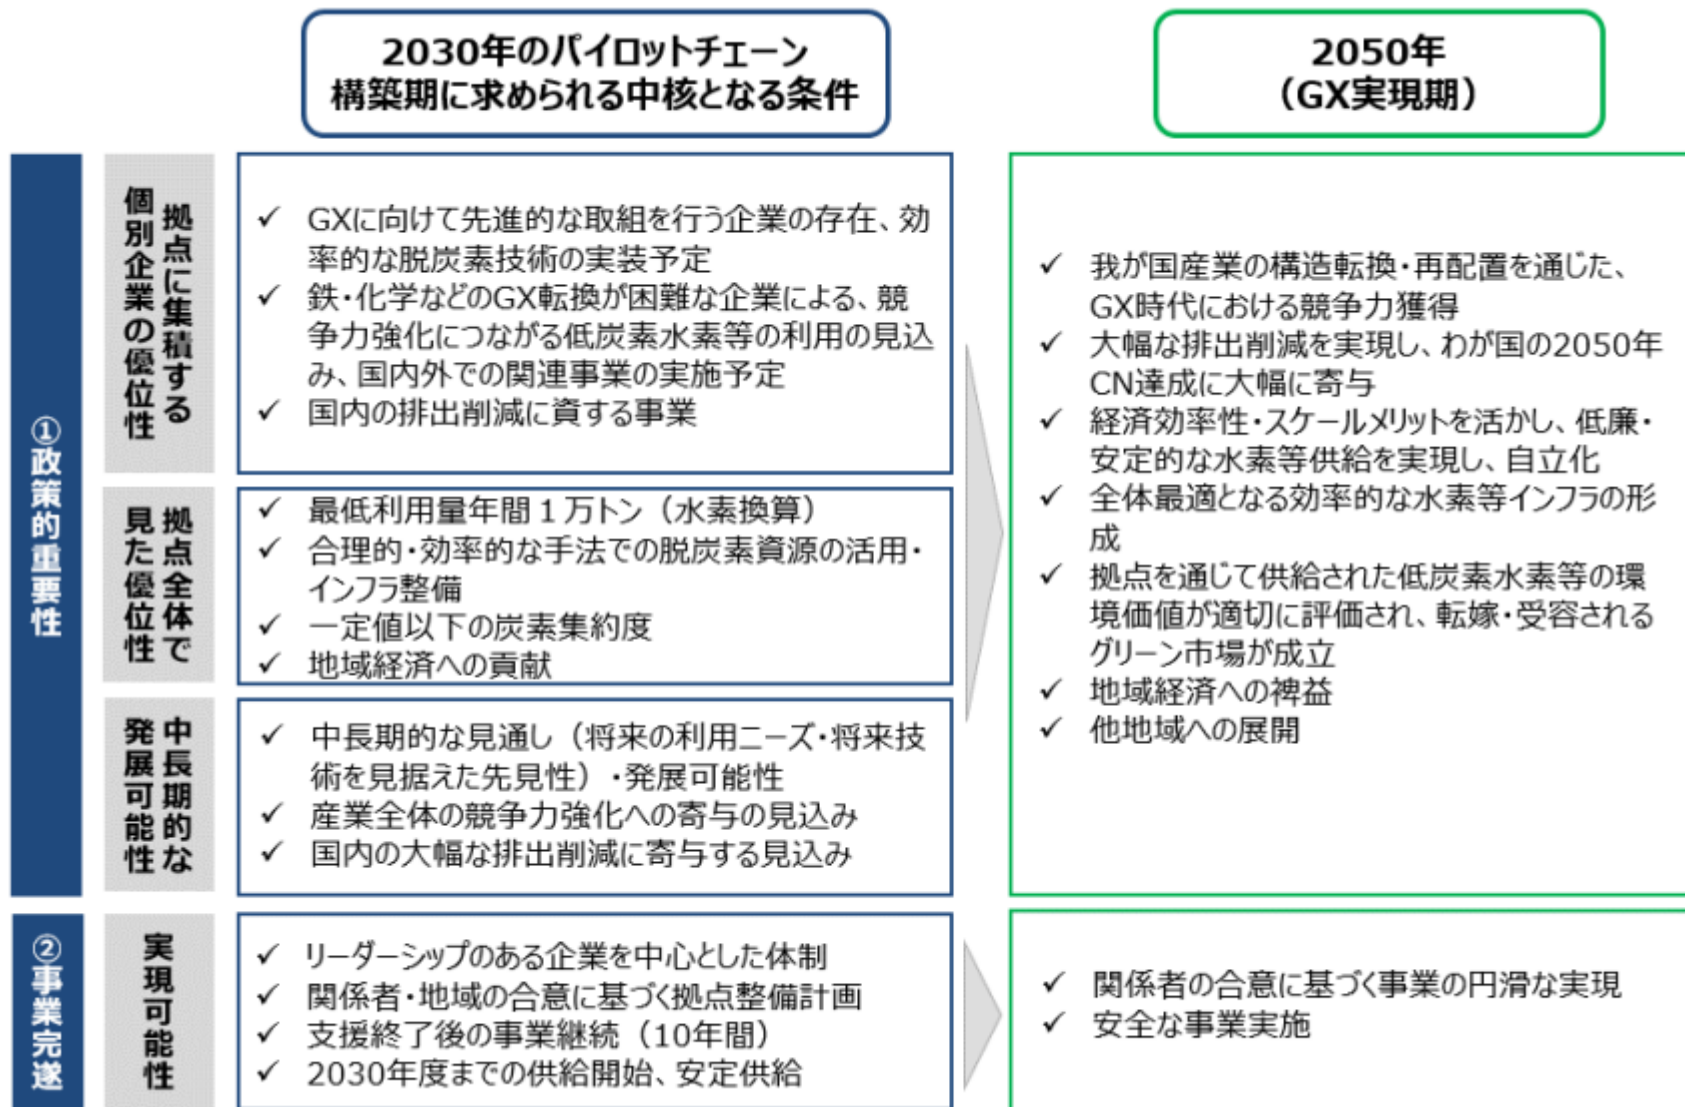 2030年のパイロットチェーン
構築期に求められる中核となる条件
2050年
（GX実現期）
①政策的重要性
拠点に集積する
個別企業の優位性
✓ GXに向けて先進的な取組を行う企業の存在、効
率的な脱炭素技術の実装予定
✓ 鉄・化学などのGX転換が困難な企業による、競
争力強化につながる低炭素水素等の利用の見込
み、国内外での関連事業の実施予定
✓ 国内の排出削減に資する事業
拠点全体で
見た優位性
✓ 最低利用量年間１万トン（水素換算）
✓ 合理的・効率的な手法での脱炭素資源の活用・
インフラ整備
✓ 一定値以下の炭素集約度
✓ 地域経済への貢献
中長期的な
発展可能性
✓ 中長期的な見通し（将来の利用ニーズ・将来技
術を見据えた先見性）・発展可能性
✓ 産業全体の競争力強化への寄与の見込み
✓ 国内の大幅な排出削減に寄与する見込み
✓ 我が国産業の構造転換・再配置を通じた、
GX時代における競争力獲得
✓ 大幅な排出削減を実現し、わが国の2050年
CN達成に大幅に寄与
✓ 経済効率性・スケールメリットを活かし、低廉・
安定的な水素等供給を実現し、自立化
✓ 全体最適となる効率的な水素等インフラの形
成
✓ 拠点を通じて供給された低炭素水素等の環
境価値が適切に評価され、転嫁・受容される
グリーン市場が成立
✓ 地域経済への裨益
✓ 他地域への展開
②事業完遂
実現可能性
✓ リーダーシップのある企業を中心とした体制
✓ 関係者・地域の合意に基づく拠点整備計画
✓ 支援終了後の事業継続（10年間）
✓ 2030年度までの供給開始、安定供給
✓ 関係者の合意に基づく事業の円滑な実現
✓ 安全な事業実施